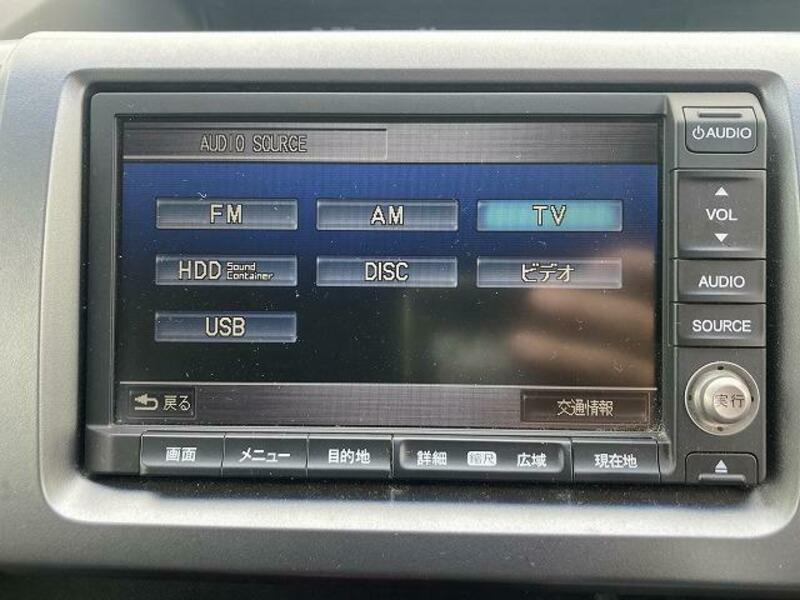 AUDIO SOURCE
FM AM TV
HDD Sound Container DISC ビデオ
USB
戻る 交通情報
画面 メニュー 目的地 詳細 縮尺 広域 現在地
AUDIO
VOL
AUDIO
SOURCE
実行